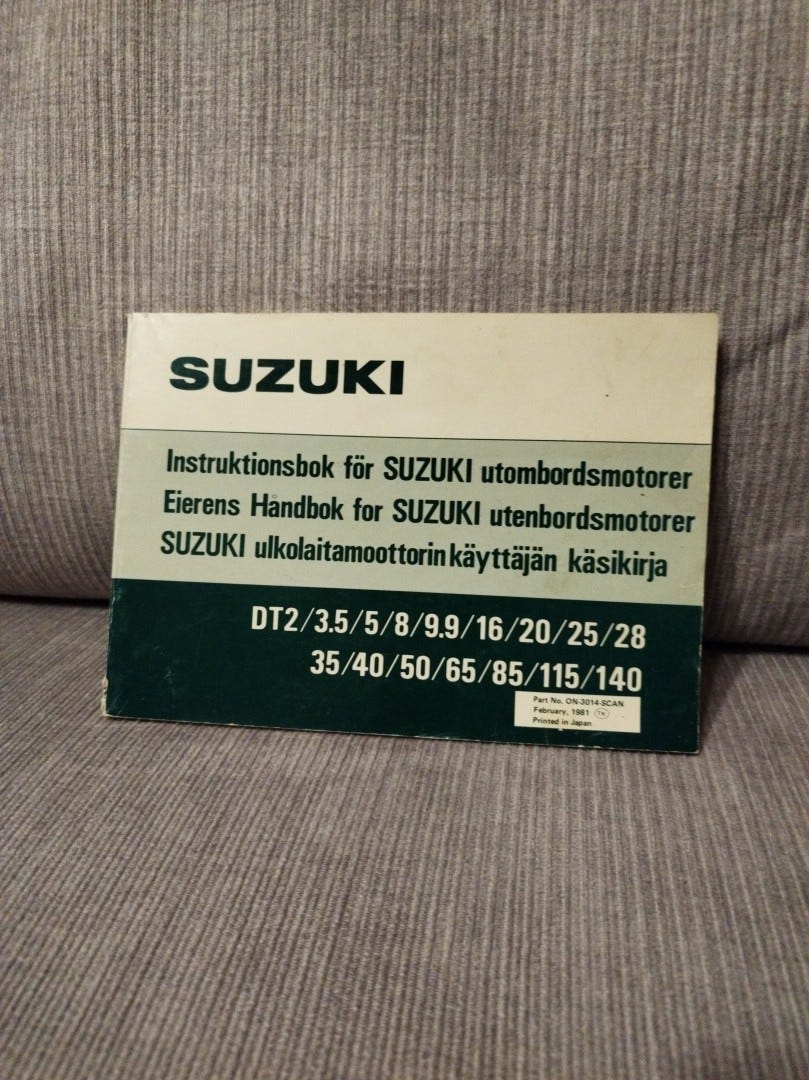 SUZUKI
Instruktionsbok för SUZUKI utombordsmotorer
Eierens Håndbok for SUZUKI utenbordsmotorer
SUZUKI ulkolaitamoottorin käyttäjän käsikirja
DT2/3.5/5/8/9.9/16/20/25/28
35/40/50/65/85/115/140
Part No. ON-3014-SCAN
February, 1981 TK
Printed in Japan